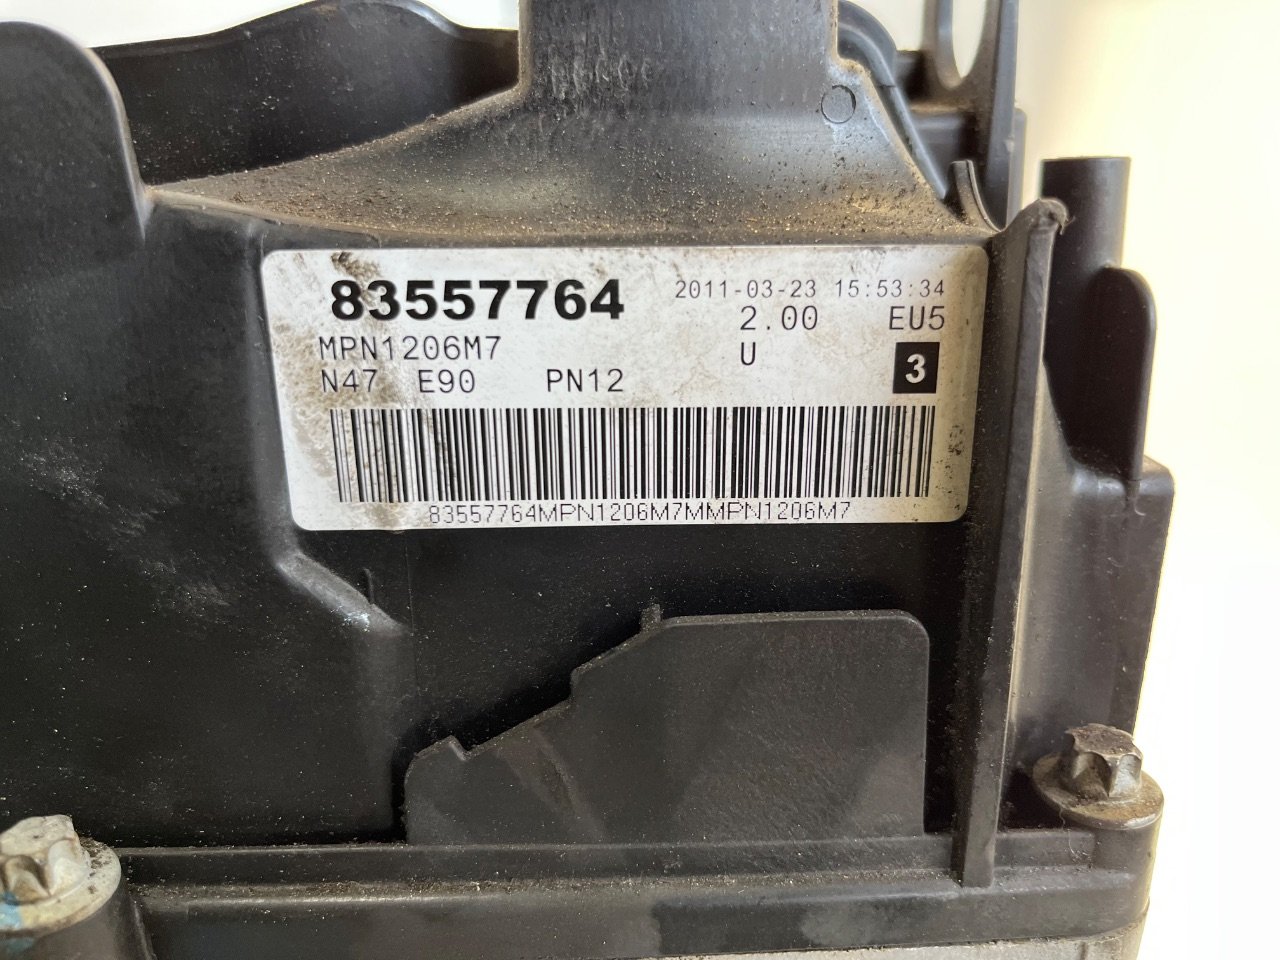 83557764 2011-03-23 15:53:34
2.00 EU5
MPN1206M7 U
N47 E90 PN12 3
83557764MPN1206M7MMPN1206M7